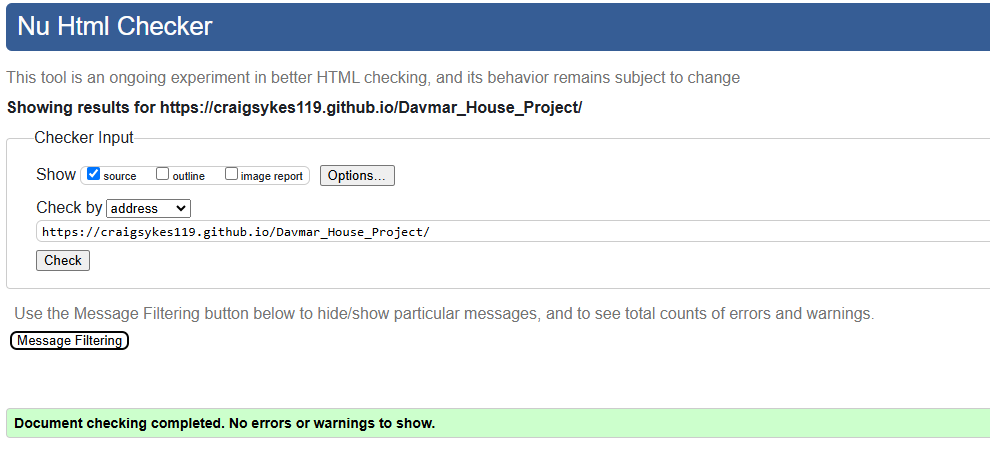 Nu Html Checker
This tool is an ongoing experiment in better HTML checking, and its behavior remains subject to change
Showing results for https://craigsykes119.github.io/Davmar_House_Project/
Checker Input
Show source outline image report Options...
Check by address
https://craigsykes119.github.io/Davmar_House_Project/
Check
Use the Message Filtering button below to hide/show particular messages, and to see total counts of errors and warnings.
Message Filtering
Document checking completed. No errors or warnings to show.